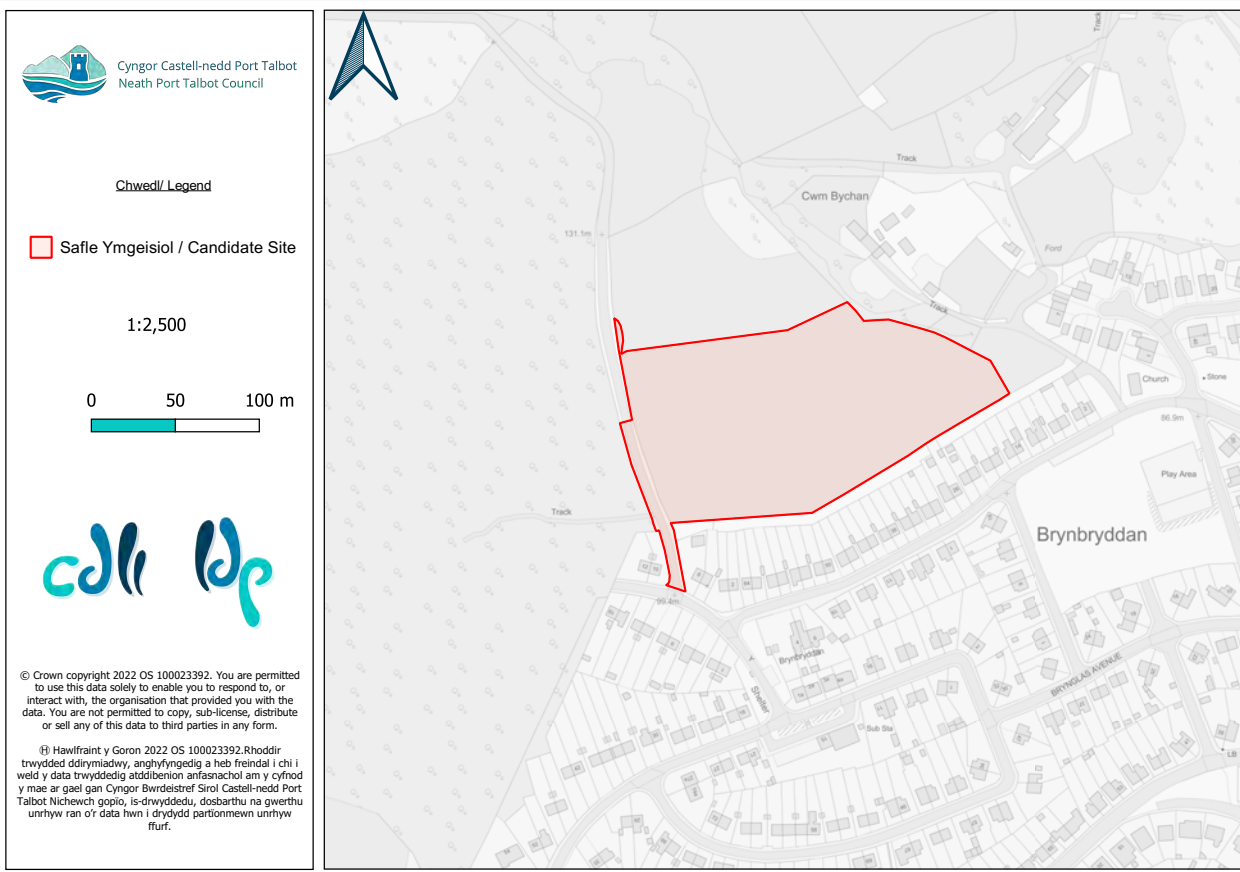 Cyngor Castell-nedd Port Talbot
Neath Port Talbot Council
Chwedl/ Legend
Safle Ymgeisiol / Candidate Site
1:2,500
0 50 100 m
cdll ldp
© Crown copyright 2022 OS 100023392. You are permitted
to use this data solely to enable you to respond to, or
interact with, the organisation that provided you with the
data. You are not permitted to copy, sub-license, distribute
or sell any of this data to third parties in any form.
Ⓗ Hawlfraint y Goron 2022 OS 100023392.Rhoddir
trwydded ddirymiadwy, anghyfyngedig a heb freindal i chi i
weld y data trwyddedig atddibenion anfasnachol am y cyfnod
y mae ar gael gan Cyngor Bwrdeistref Sirol Castell-nedd Port
Talbot Nichewch gopïo, is-drwyddedu, dosbarthu na gwerthu
unrhyw ran o'r data hwn i drydydd partïonmewn unrhyw
ffurf.
Track
Track
Cwm Bychan
131.1m
Ford
Track
Church
Stone
86.9m
Play Area
Track
Brynbryddan
99.4m
Brynbryddan
BRYNGLAS AVENUE
Shelter
Sub Sta
LB